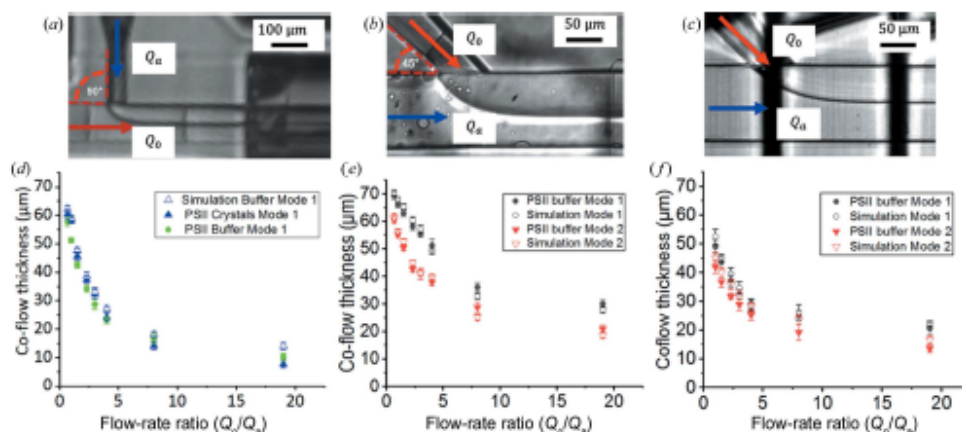 (a)
100 μm
Qa
90°
Q0
(b)
50 μm
Q0
45°
Qa
(c)
50 μm
Q0
Qa
(d)
Co-flow thickness (μm)
70
60
50
40
30
20
10
0
Simulation Buffer Mode 1
PSII Crystals Mode 1
PSII Buffer Mode 1
0 5 10 15 20
Flow-rate ratio (Q0/Qa)
(e)
Co-flow thickness (μm)
70
60
50
40
30
20
10
0
PSII buffer Mode 1
Simulation Mode 1
PSII buffer Mode 2
Simulation Mode 2
0 5 10 15 20
Flow-rate ratio (Q0/Qa)
(f)
Coflow thickness (μm)
70
60
50
40
30
20
10
0
PSII buffer Mode 1
Simulation Mode 1
PSII buffer Mode 2
Simulation Mode 2
0 5 10 15 20
Flow-rate ratio (Q0/Qa)